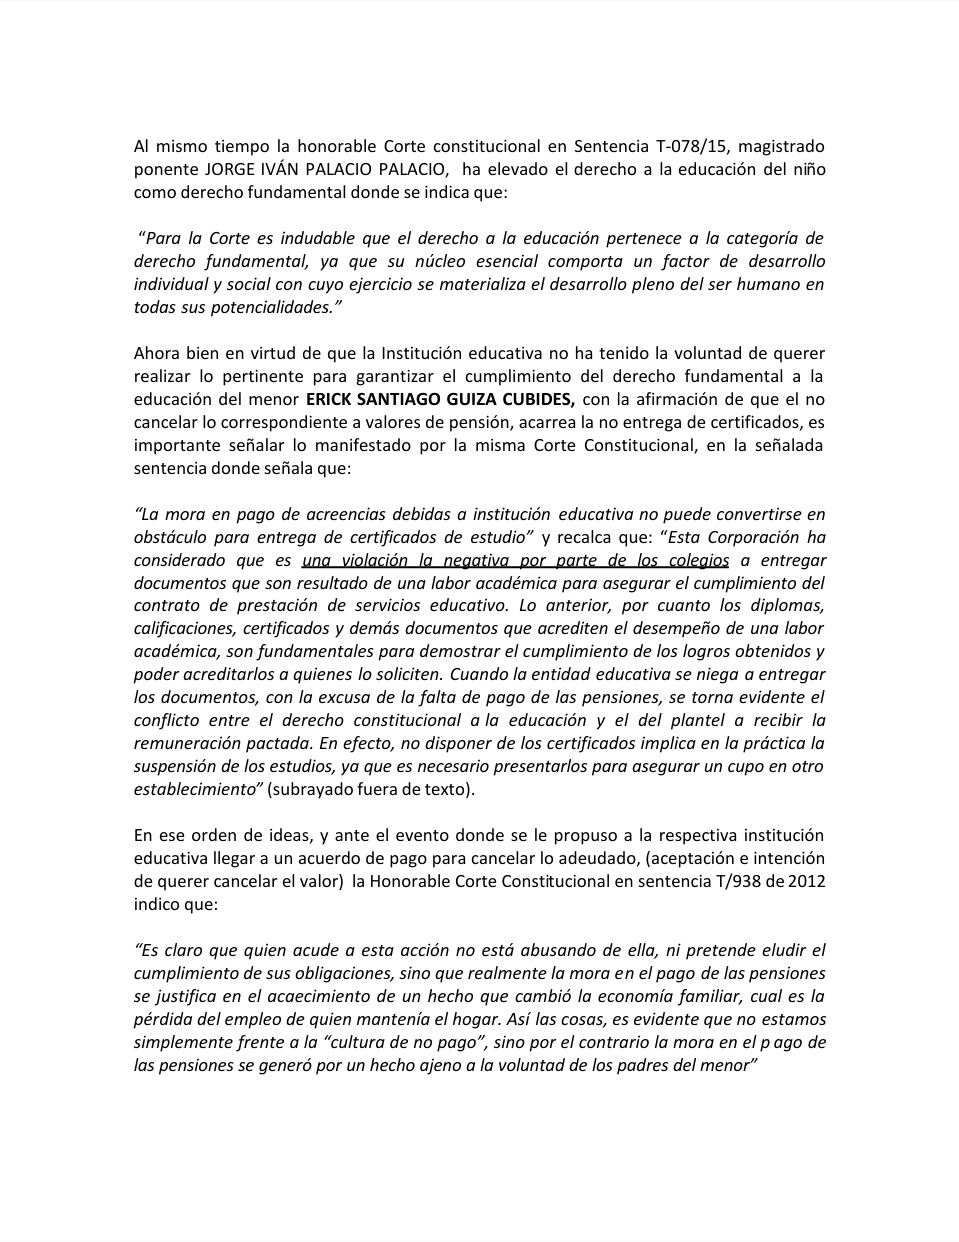 Al mismo tiempo la honorable Corte constitucional en Sentencia T-078/15, magistrado
ponente JORGE IVÁN PALACIO PALACIO, ha elevado el derecho a la educación del niño
como derecho fundamental donde se indica que:
“Para la Corte es indudable que el derecho a la educación pertenece a la categoría de
derecho fundamental, ya que su núcleo esencial comporta un factor de desarrollo
individual y social con cuyo ejercicio se materializa el desarrollo pleno del ser humano en
todas sus potencialidades.”
Ahora bien en virtud de que la Institución educativa no ha tenido la voluntad de querer
realizar lo pertinente para garantizar el cumplimiento del derecho fundamental a la
educación del menor ERICK SANTIAGO GUIZA CUBIDES, con la afirmación de que el no
cancelar lo correspondiente a valores de pensión, acarrea la no entrega de certificados, es
importante señalar lo manifestado por la misma Corte Constitucional, en la señalada
sentencia donde señala que:
“La mora en pago de acreencias debidas a institución educativa no puede convertirse en
obstáculo para entrega de certificados de estudio” y recalca que: “Esta Corporación ha
considerado que es una violación la negativa por parte de los colegios a entregar
documentos que son resultado de una labor académica para asegurar el cumplimiento del
contrato de prestación de servicios educativo. Lo anterior, por cuanto los diplomas,
calificaciones, certificados y demás documentos que acrediten el desempeño de una labor
académica, son fundamentales para demostrar el cumplimiento de los logros obtenidos y
poder acreditarlos a quienes lo soliciten. Cuando la entidad educativa se niega a entregar
los documentos, con la excusa de la falta de pago de las pensiones, se torna evidente el
conflicto entre el derecho constitucional a la educación y el del plantel a recibir la
remuneración pactada. En efecto, no disponer de los certificados implica en la práctica la
suspensión de los estudios, ya que es necesario presentarlos para asegurar un cupo en otro
establecimiento” (subrayado fuera de texto).
En ese orden de ideas, y ante el evento donde se le propuso a la respectiva institución
educativa llegar a un acuerdo de pago para cancelar lo adeudado, (aceptación e intención
de querer cancelar el valor) la Honorable Corte Constitucional en sentencia T/938 de 2012
indico que:
“Es claro que quien acude a esta acción no está abusando de ella, ni pretende eludir el
cumplimiento de sus obligaciones, sino que realmente la mora en el pago de las pensiones
se justifica en el acaecimiento de un hecho que cambió la economía familiar, cual es la
pérdida del empleo de quien mantenía el hogar. Así las cosas, es evidente que no estamos
simplemente frente a la “cultura de no pago”, sino por el contrario la mora en el p ago de
las pensiones se generó por un hecho ajeno a la voluntad de los padres del menor”